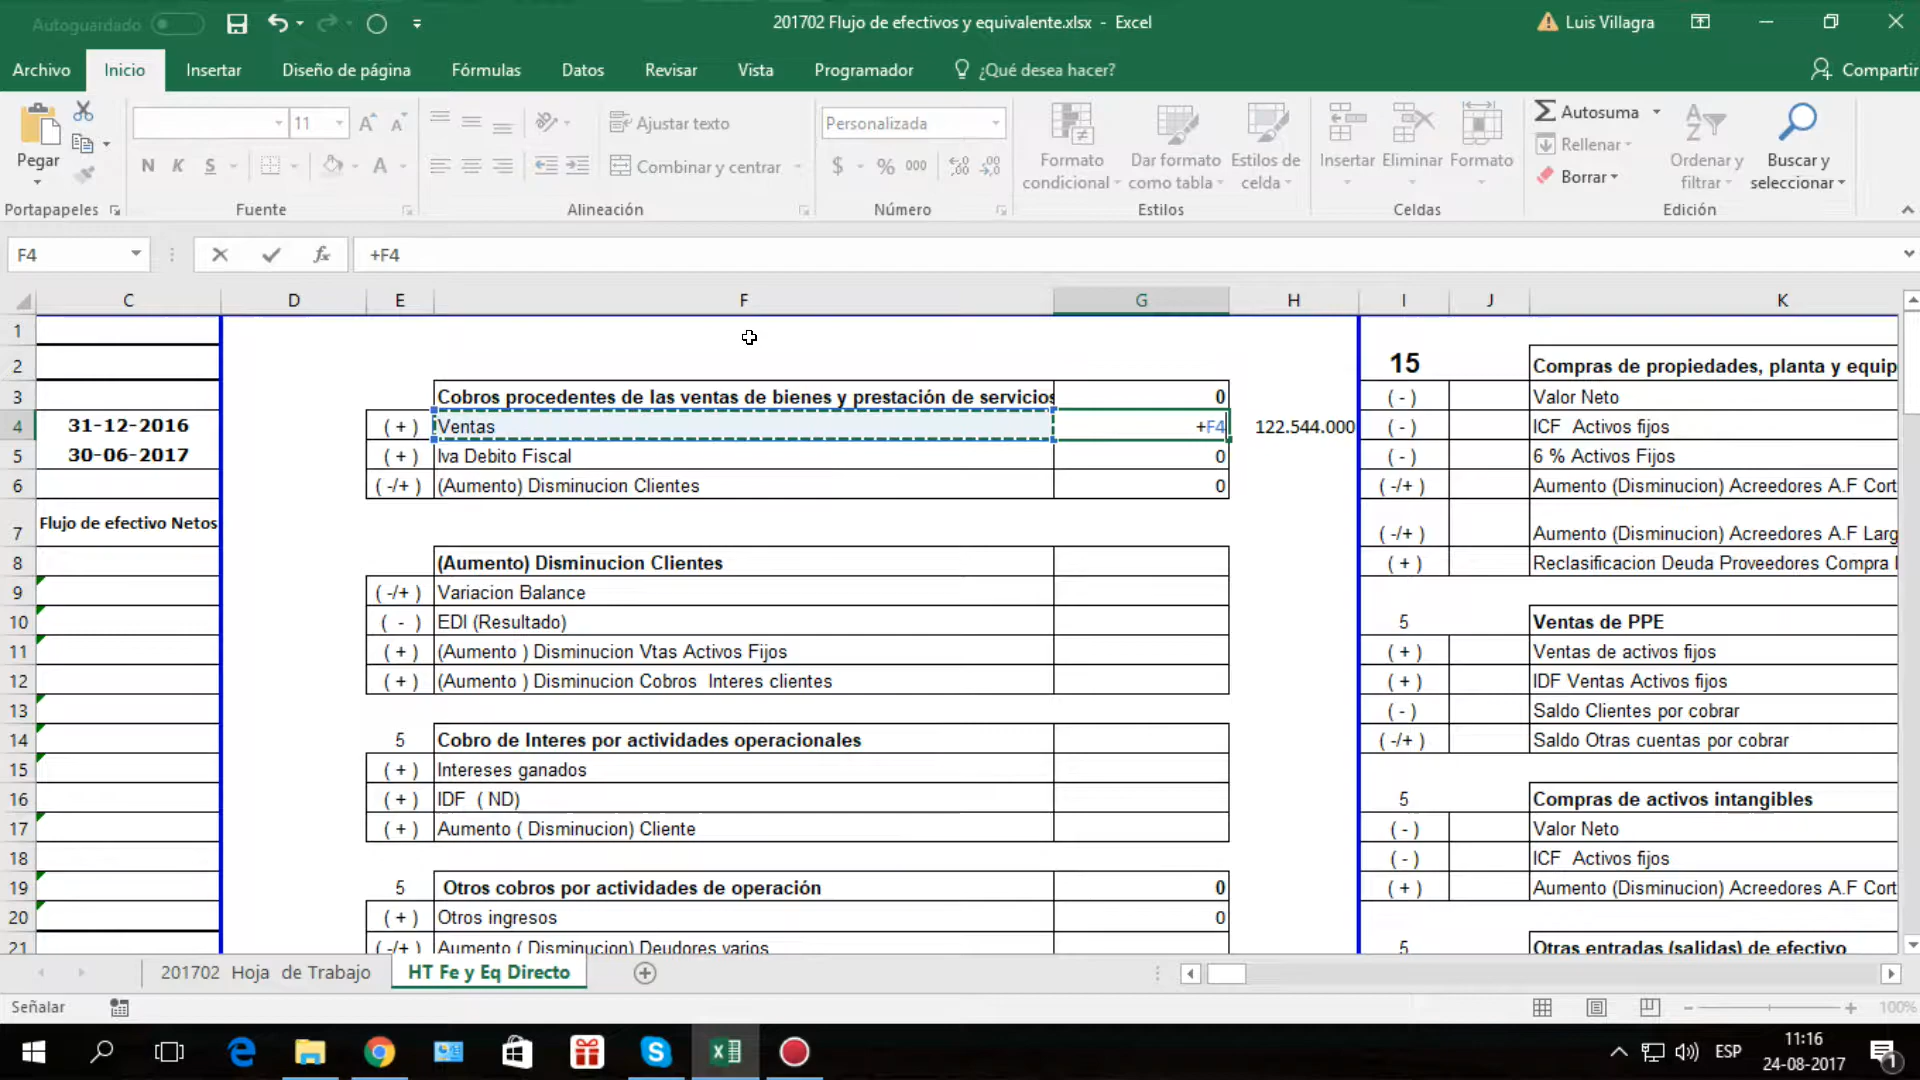 Autoguardado
201702 Flujo de efectivos y equivalente.xlsx - Excel
Luis Villagra
Archivo Inicio Insertar Diseño de página Fórmulas Datos Revisar Vista Programador ¿Qué desea hacer? Compartir
Pegar
11
Ajustar texto
Combinar y centrar
Personalizada
$ % 000
Formato condicional
Dar formato como tabla
Estilos de celda
Insertar Eliminar Formato
Autosuma
Rellenar
Borrar
Ordenar y filtrar
Buscar y seleccionar
N K S
Portapapeles Fuente Alineación Número Estilos Celdas Edición
F4 fx +F4
C D E F G H I J K
1
2 15 Compras de propiedades, planta y equip
3 Cobros procedentes de las ventas de bienes y prestación de servicios 0 ( - ) Valor Neto
4 31-12-2016 ( + ) Ventas +F4 122.544.000 ( - ) ICF Activos fijos
5 30-06-2017 ( + ) Iva Debito Fiscal 0 ( - ) 6 % Activos Fijos
6 ( -/+ ) (Aumento) Disminucion Clientes 0 ( -/+ ) Aumento (Disminucion) Acreedores A.F Cort
7 Flujo de efectivo Netos ( -/+ ) Aumento (Disminucion) Acreedores A.F Larg
8 (Aumento) Disminucion Clientes ( + ) Reclasificacion Deuda Proveedores Compra
9 ( -/+ ) Variacion Balance
10 ( - ) EDI (Resultado) 5 Ventas de PPE
11 ( + ) (Aumento ) Disminucion Vtas Activos Fijos ( + ) Ventas de activos fijos
12 ( + ) (Aumento ) Disminucion Cobros Interes clientes ( + ) IDF Ventas Activos fijos
13 ( - ) Saldo Clientes por cobrar
14 5 Cobro de Interes por actividades operacionales ( -/+ ) Saldo Otras cuentas por cobrar
15 ( + ) Intereses ganados
16 ( + ) IDF ( ND) 5 Compras de activos intangibles
17 ( + ) Aumento ( Disminucion) Cliente ( - ) Valor Neto
18 ( - ) ICF Activos fijos
19 5 Otros cobros por actividades de operación 0 ( + ) Aumento (Disminucion) Acreedores A.F Cort
20 ( + ) Otros ingresos 0
21 ( -/+ ) Aumento ( Disminucion) Deudores varios 5 Otras entradas (salidas) de efectivo
201702 Hoja de Trabajo HT Fe y Eq Directo
Señalar 100%
ESP
11:16
24-08-2017
1